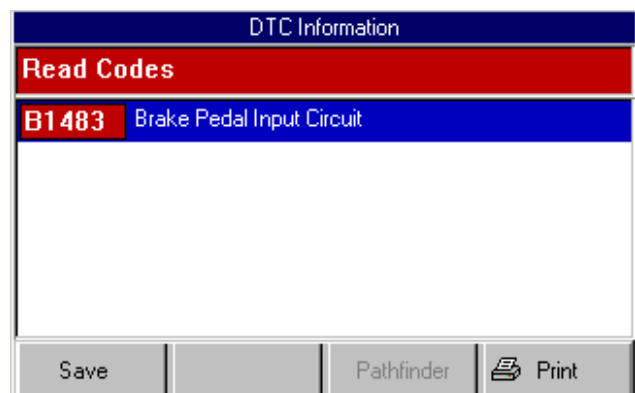 DTC Information
Read Codes
B1483 Brake Pedal Input Circuit
Save Pathfinder Print